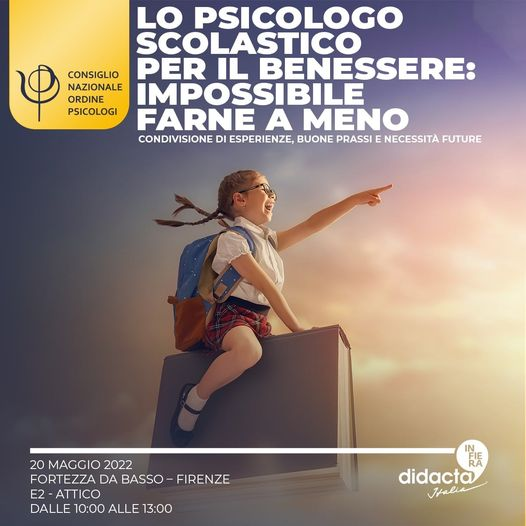 LO PSICOLOGO
SCOLASTICO
PER IL BENESSERE:
IMPOSSIBILE
FARNE A MENO
CONDIVISIONE DI ESPERIENZE, BUONE PRASSI E NECESSITÀ FUTURE
CONSIGLIO
NAZIONALE
ORDINE
PSICOLOGI
20 MAGGIO 2022
FORTEZZA DA BASSO – FIRENZE
E2 - ATTICO
DALLE 10:00 ALLE 13:00
IN
FIE
RA
didacta
Italia